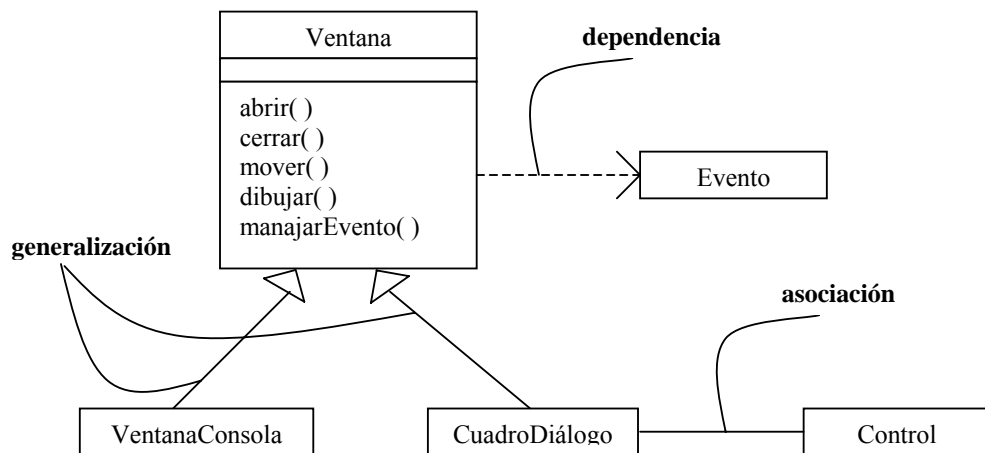 Ventana
dependencia
abrir( )
cerrar( )
mover( )
dibujar( )
manajarEvento( )
Evento
generalización
asociación
VentanaConsola
CuadroDiálogo
Control